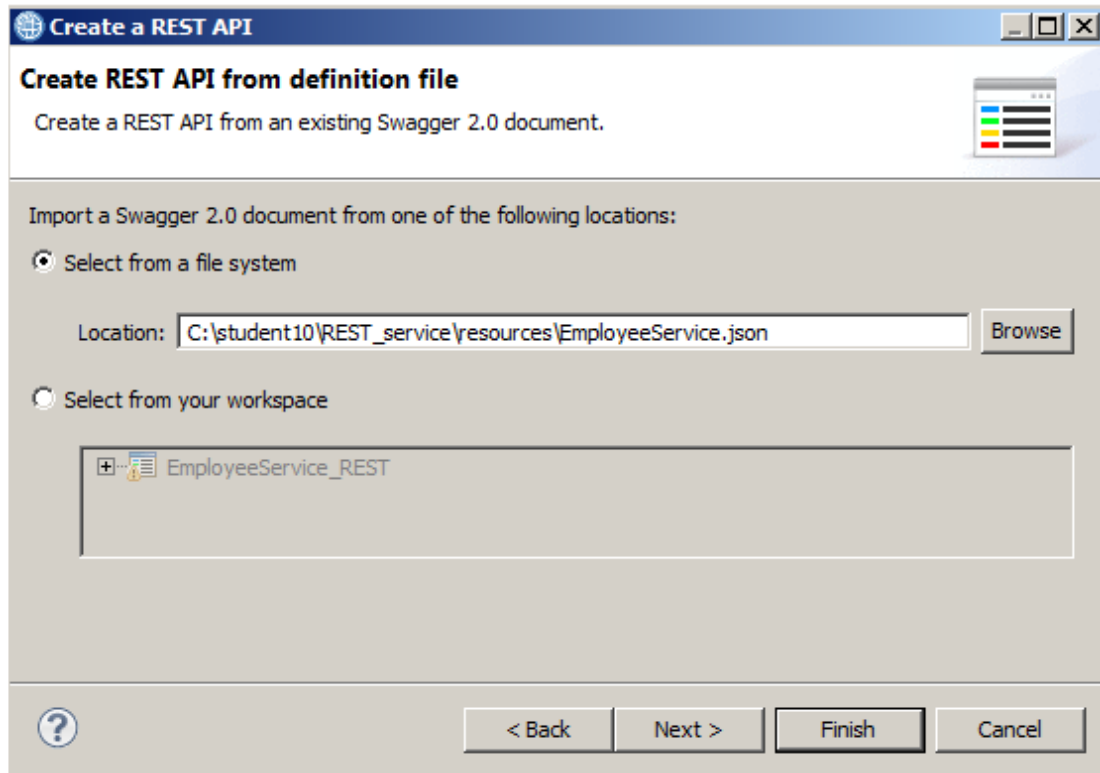 Create a REST API
Create REST API from definition file
Create a REST API from an existing Swagger 2.0 document.
Import a Swagger 2.0 document from one of the following locations:
Select from a file system
Location: C:\student10\REST_service\resources\EmployeeService.json Browse
Select from your workspace
EmployeeService_REST
? < Back Next > Finish Cancel